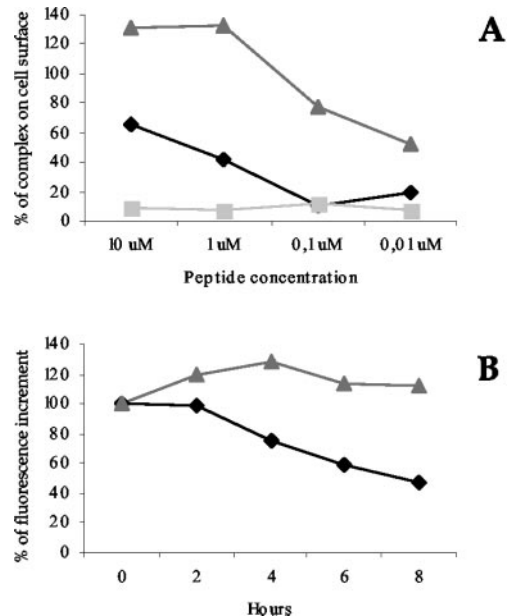 A
% of complex on cell surface
140
120
100
80
60
40
20
0
10 uM 1 uM 0,1uM 0,01uM
Peptide concentration
B
% of fluorescence increment
140
120
100
80
60
40
20
0
0 2 4 6 8
Hours